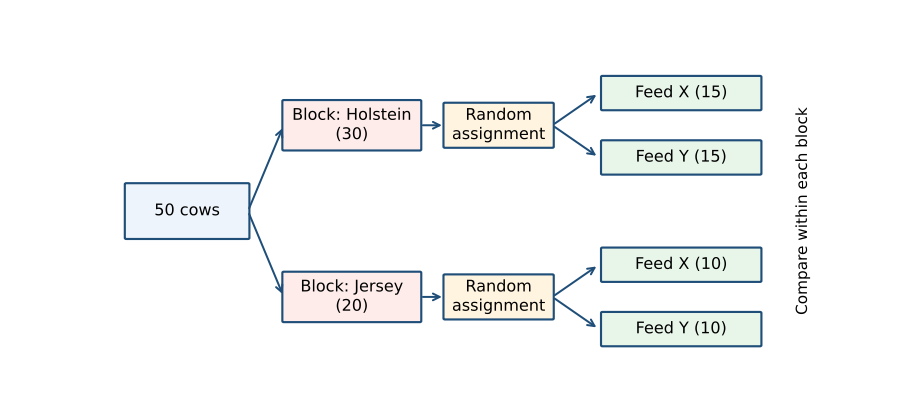 50 cows
Block: Holstein
(30)
Random
assignment
Feed X (15)
Feed Y (15)
Block: Jersey
(20)
Random
assignment
Feed X (10)
Feed Y (10)
Compare within each block